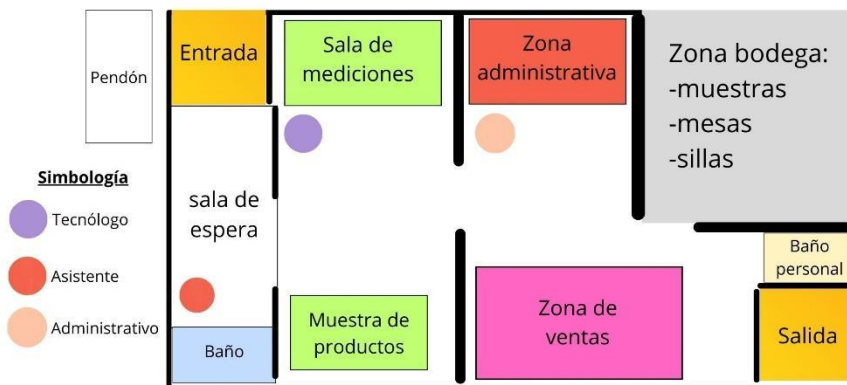 Pendón
Entrada
Sala de
mediciones
Zona
administrativa
Zona bodega:
-muestras
-mesas
-sillas
Simbología
Tecnólogo
Asistente
Administrativo
sala de
espera
Baño
Muestra de
productos
Zona de
ventas
Baño
personal
Salida